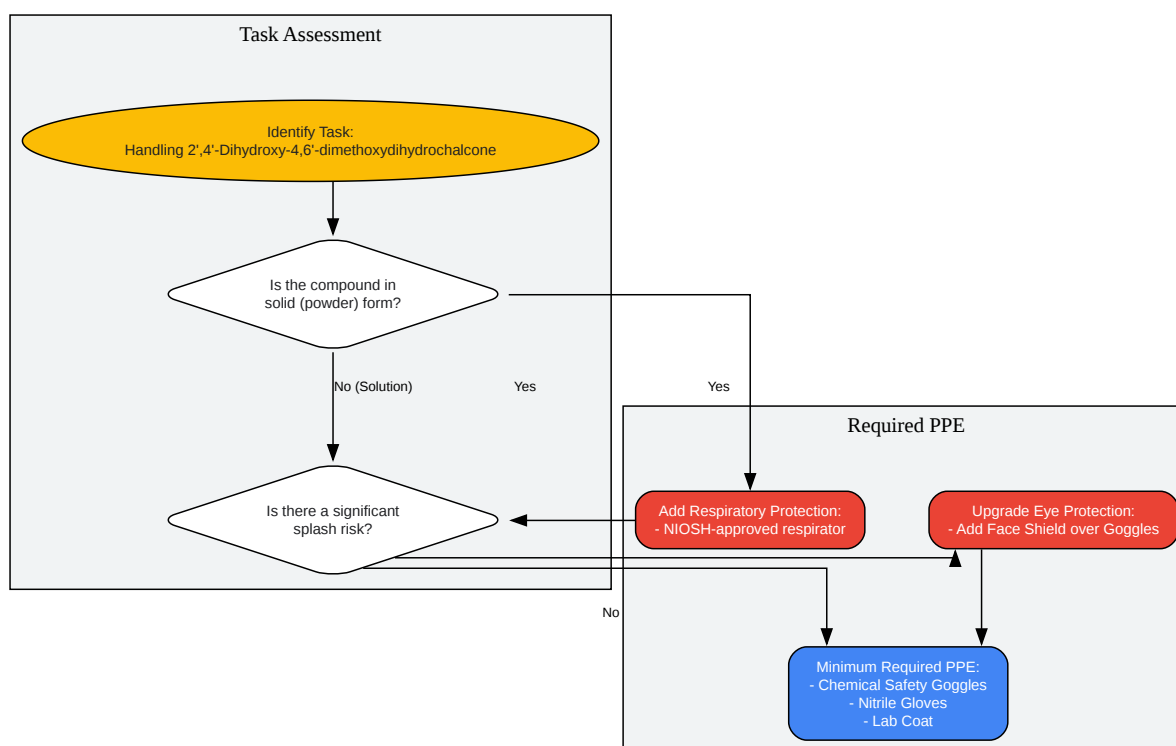 Task Assessment
Identify Task:
Handling 2',4'-Dihydroxy-4,6'-dimethoxydihydrochalcone
Is the compound in
solid (powder) form?
No (Solution)
Yes
Yes
Required PPE
Is there a significant
splash risk?
Add Respiratory Protection:
- NIOSH-approved respirator
Upgrade Eye Protection:
- Add Face Shield over Goggles
No
Minimum Required PPE:
- Chemical Safety Goggles
- Nitrile Gloves
- Lab Coat